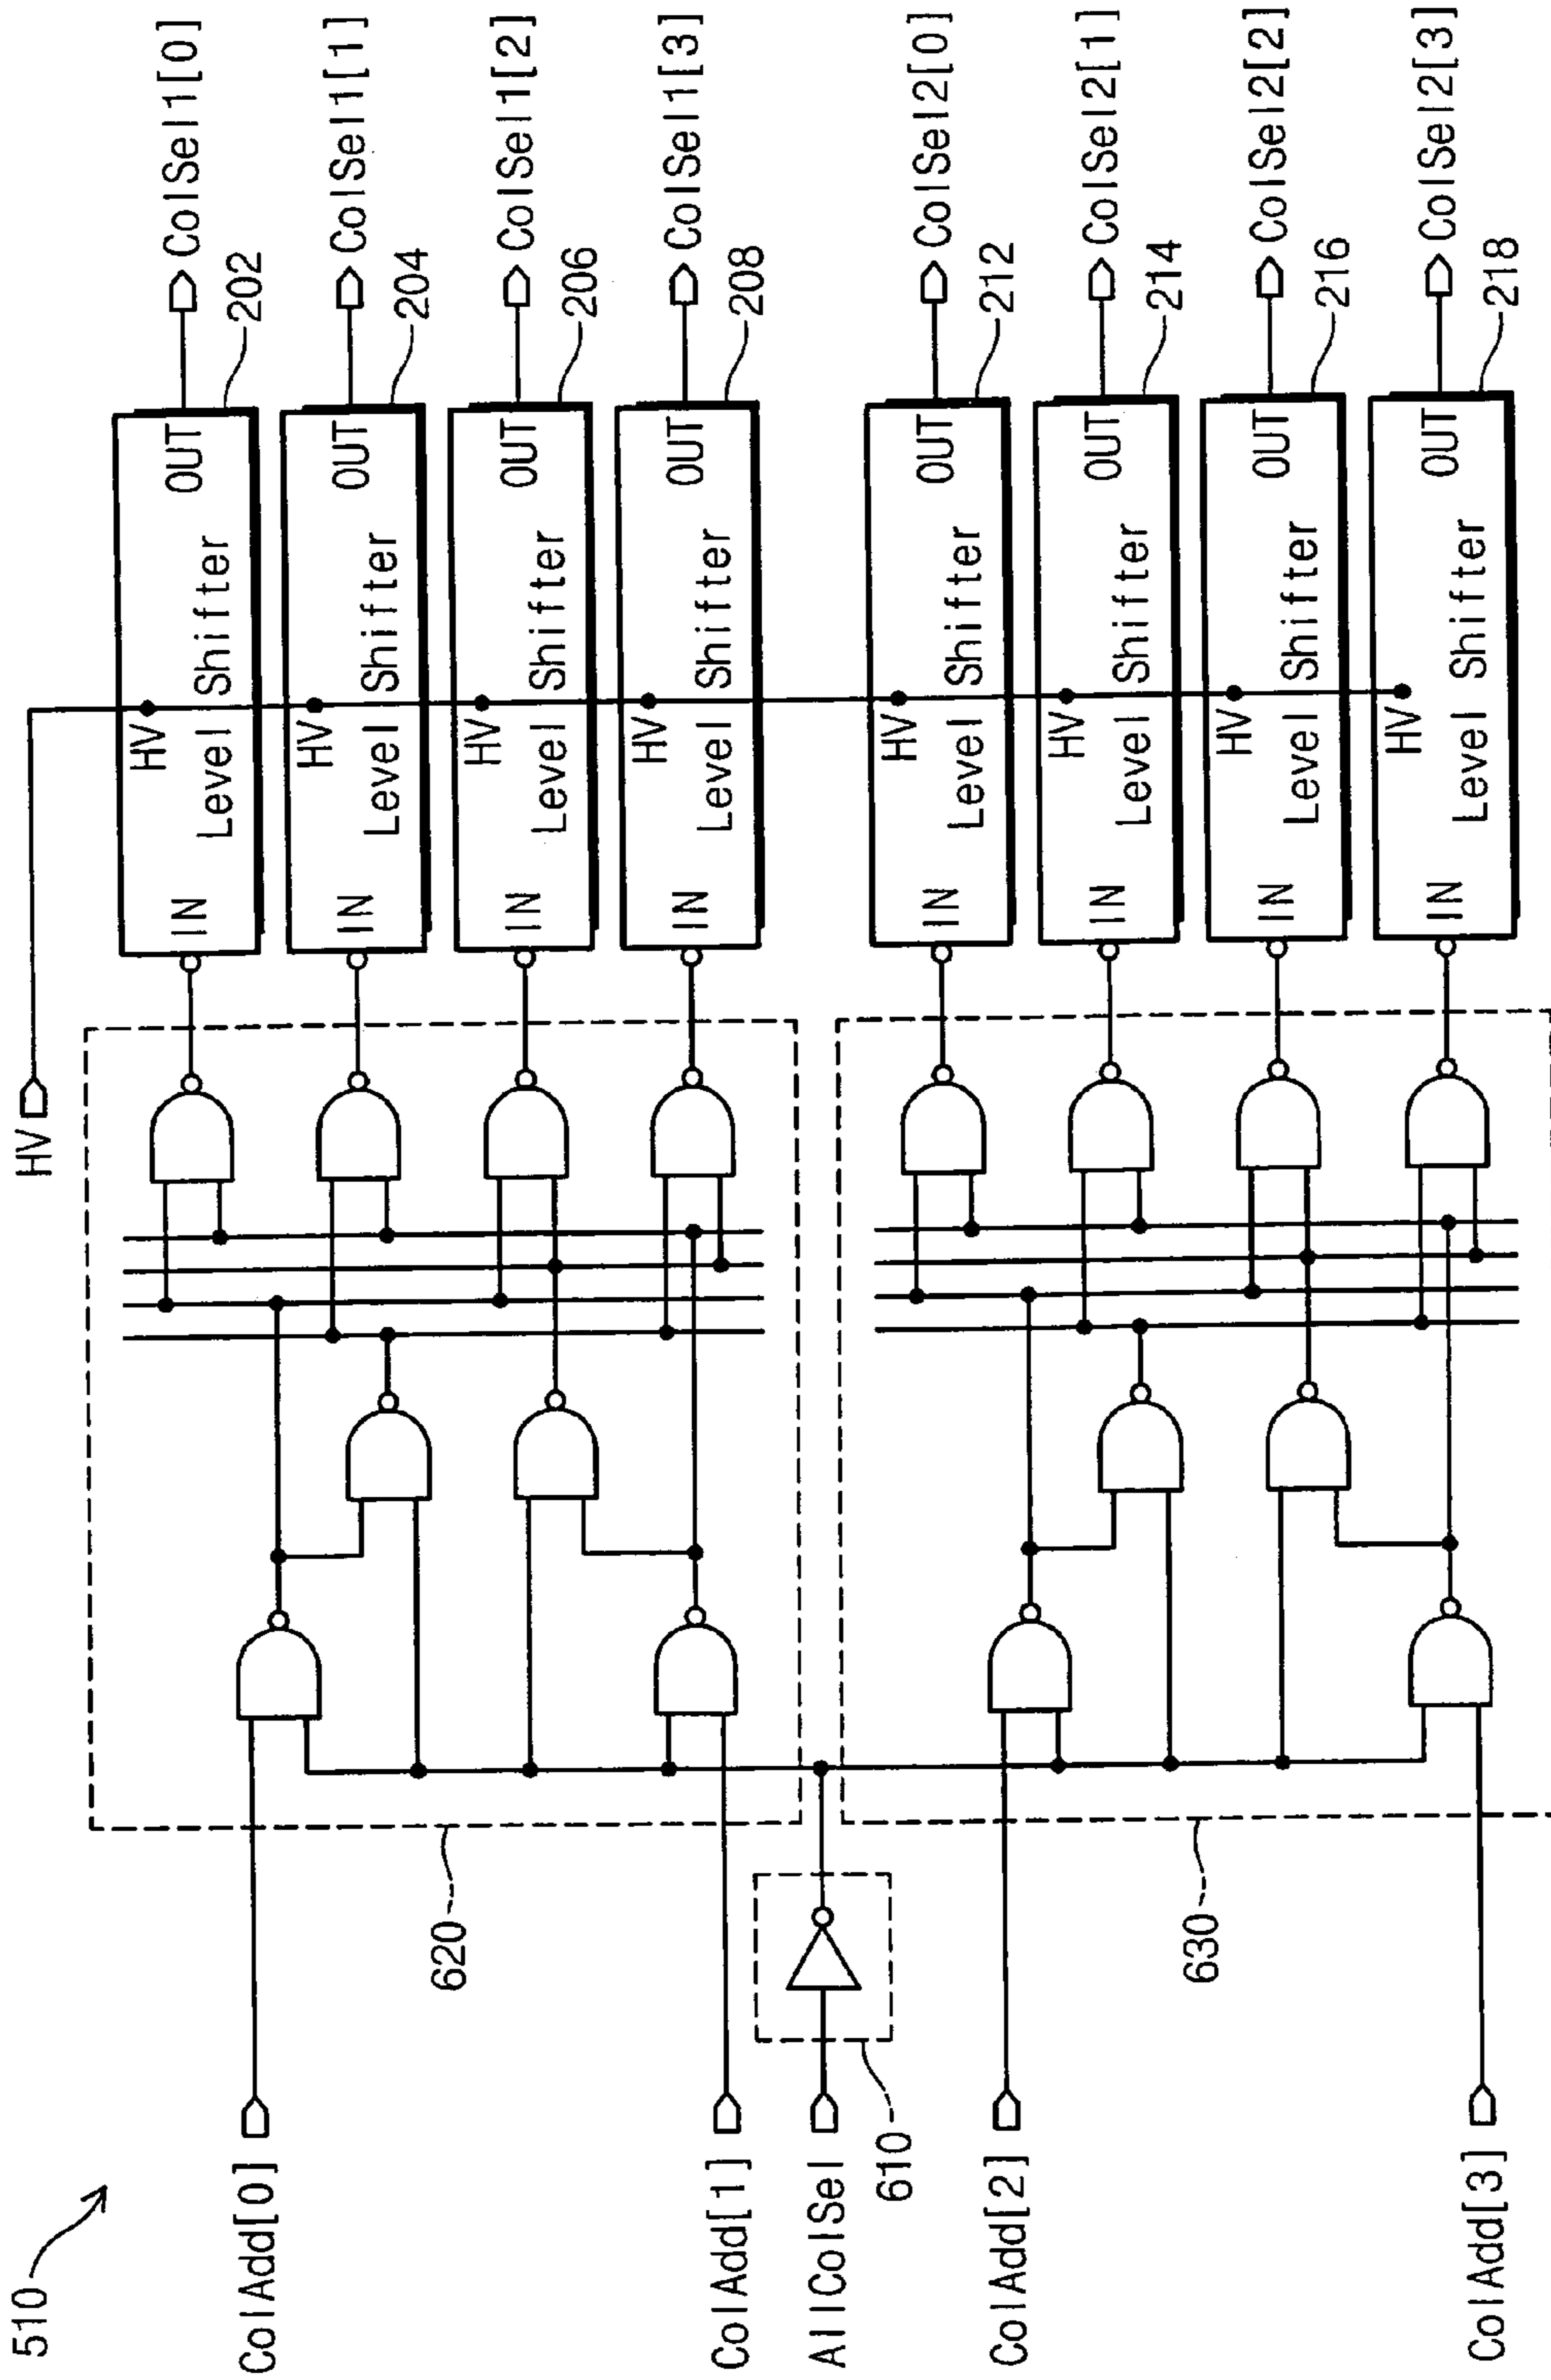 510
HV
ColAdd[0]
ColAdd[1]
AllColSel
ColAdd[2]
ColAdd[3]
620
610
630
IN
HV
Level Shifter
OUT
202
ColSel1[0]
IN
HV
Level Shifter
OUT
204
ColSel1[1]
IN
HV
Level Shifter
OUT
206
ColSel1[2]
IN
HV
Level Shifter
OUT
208
ColSel1[3]
IN
HV
Level Shifter
OUT
212
ColSel2[0]
IN
HV
Level Shifter
OUT
214
ColSel2[1]
IN
HV
Level Shifter
OUT
216
ColSel2[2]
IN
HV
Level Shifter
OUT
218
ColSel2[3]